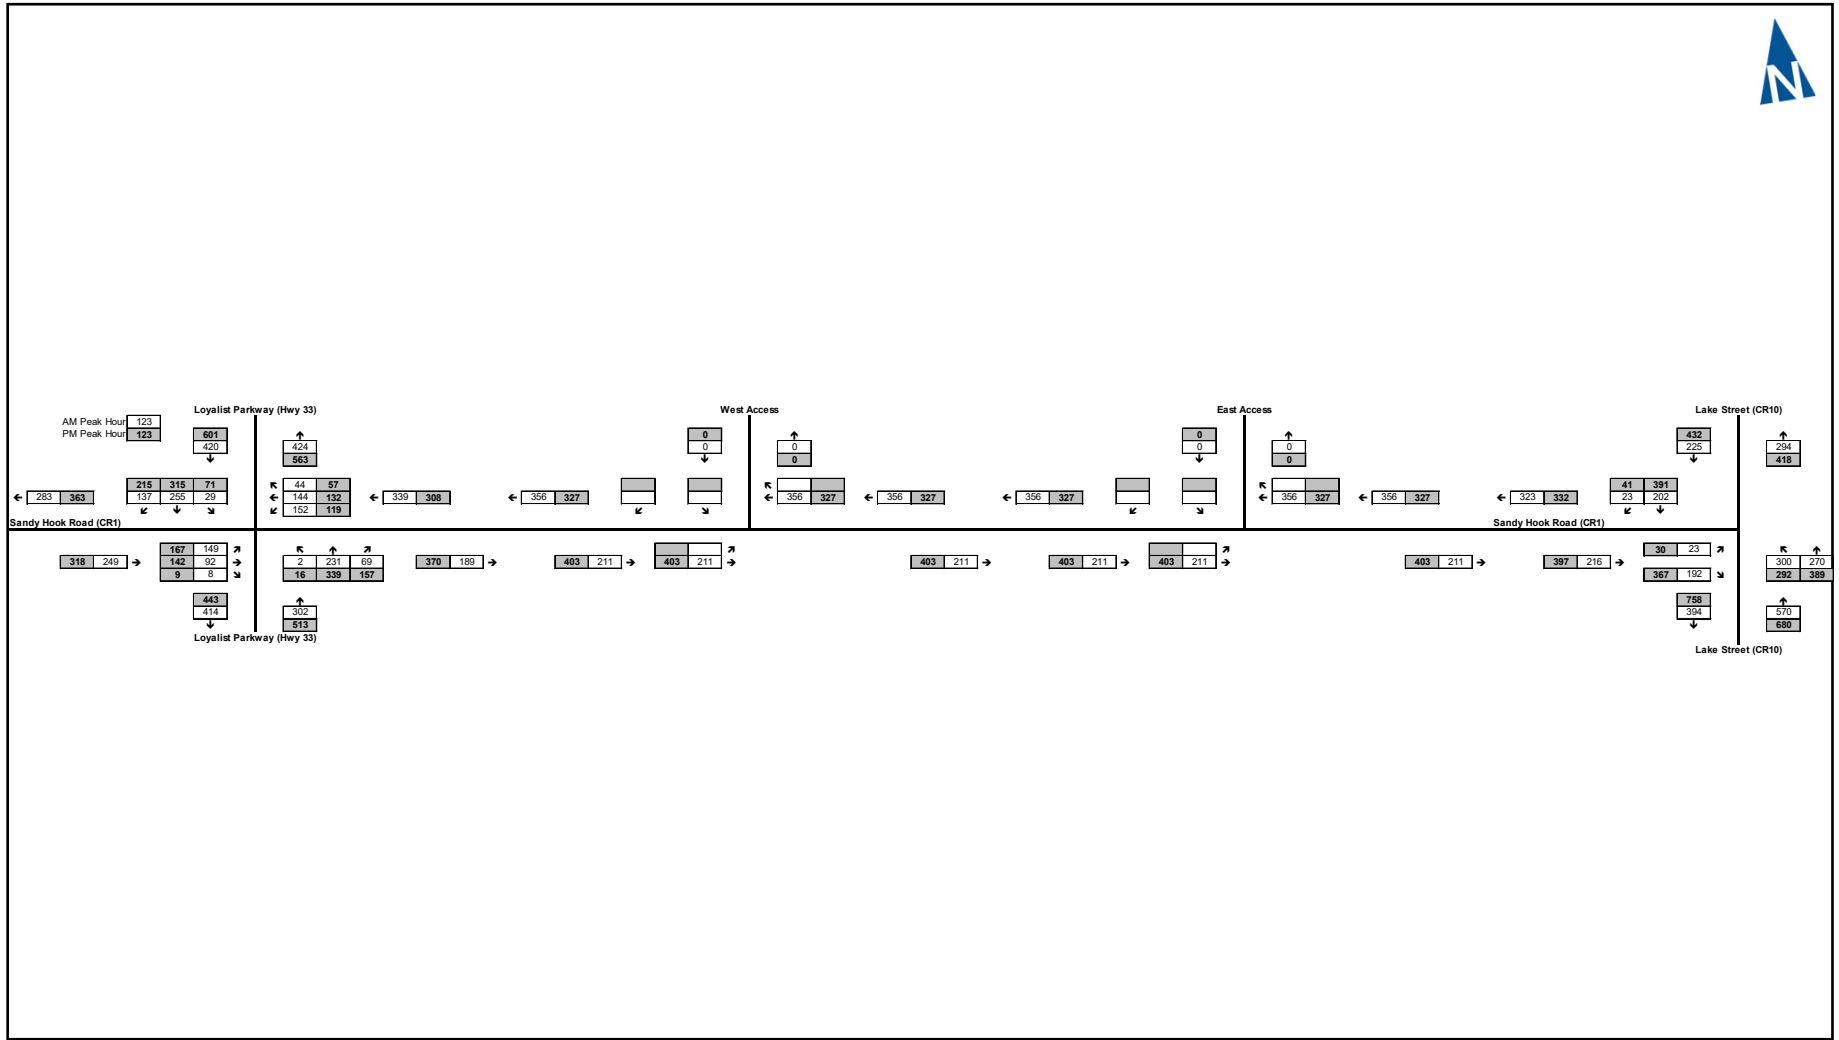 N
Loyalist Parkway (Hwy 33) West Access East Access Lake Street (CR10)
AM Peak Hour 123
PM Peak Hour 123
601 0 0 432
420 424 0 0 0 0 225 294
563 0 0 418
215 315 71 44 57 41 391
283 363 137 255 29 144 132 339 308 356 327 356 327 356 327 356 327 356 327 356 327 323 332 23 202
152 119
Sandy Hook Road (CR1) Sandy Hook Road (CR1)
167 149 30 23
318 249 142 92 2 231 69 370 189 403 211 403 211 403 211 403 211 403 211 403 211 397 216 300 270
9 8 16 339 157 367 192 292 389
443 758
414 302 394 570
513 680
Loyalist Parkway (Hwy 33)
Lake Street (CR10)